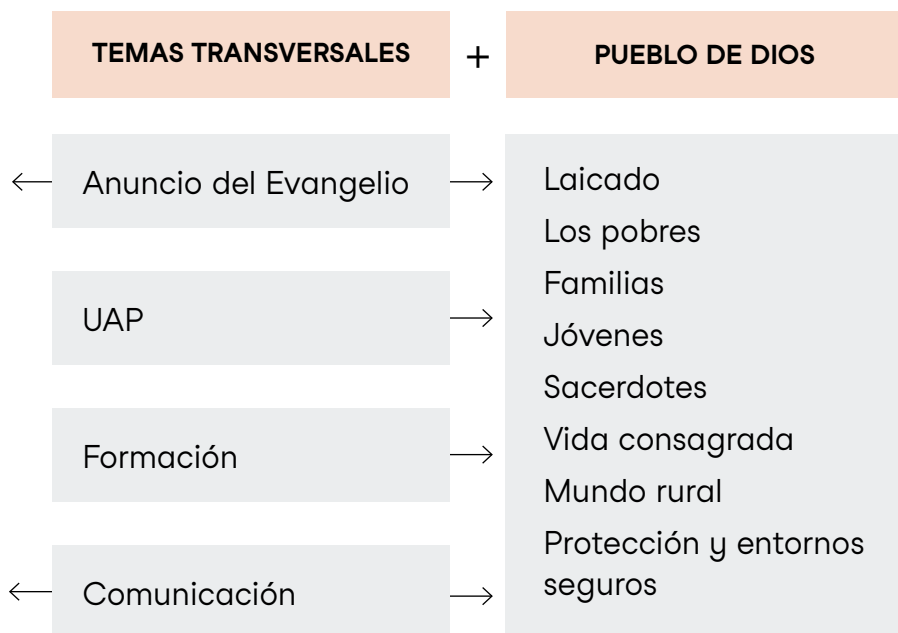 TEMAS TRANSVERSALES + PUEBLO DE DIOS
Anuncio del Evangelio
UAP
Formación
Comunicación
Laicado
Los pobres
Familias
Jóvenes
Sacerdotes
Vida consagrada
Mundo rural
Protección y entornos
seguros